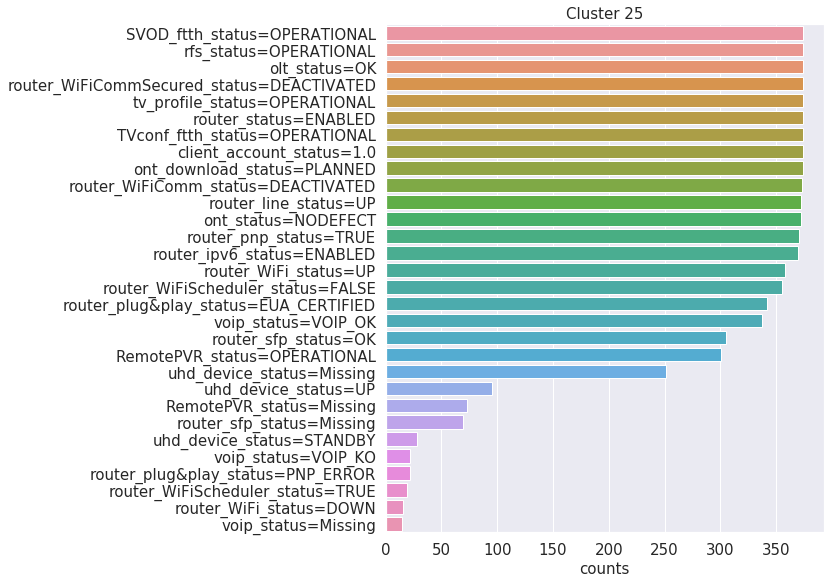 Cluster 25
SVOD_ftth_status=OPERATIONAL
rfs_status=OPERATIONAL
olt_status=OK
router_WiFiCommSecured_status=DEACTIVATED
tv_profile_status=OPERATIONAL
router_status=ENABLED
TVconf_ftth_status=OPERATIONAL
client_account_status=1.0
ont_download_status=PLANNED
router_WiFiComm_status=DEACTIVATED
router_line_status=UP
ont_status=NODEFECT
router_pnp_status=TRUE
router_ipv6_status=ENABLED
router_WiFi_status=UP
router_WiFiScheduler_status=FALSE
router_plug&play_status=EUA_CERTIFIED
voip_status=VOIP_OK
router_sfp_status=OK
RemotePVR_status=OPERATIONAL
uhd_device_status=Missing
uhd_device_status=UP
RemotePVR_status=Missing
router_sfp_status=Missing
uhd_device_status=STANDBY
voip_status=VOIP_KO
router_plug&play_status=PNP_ERROR
router_WiFiScheduler_status=TRUE
router_WiFi_status=DOWN
voip_status=Missing
0 50 100 150 200 250 300 350
counts